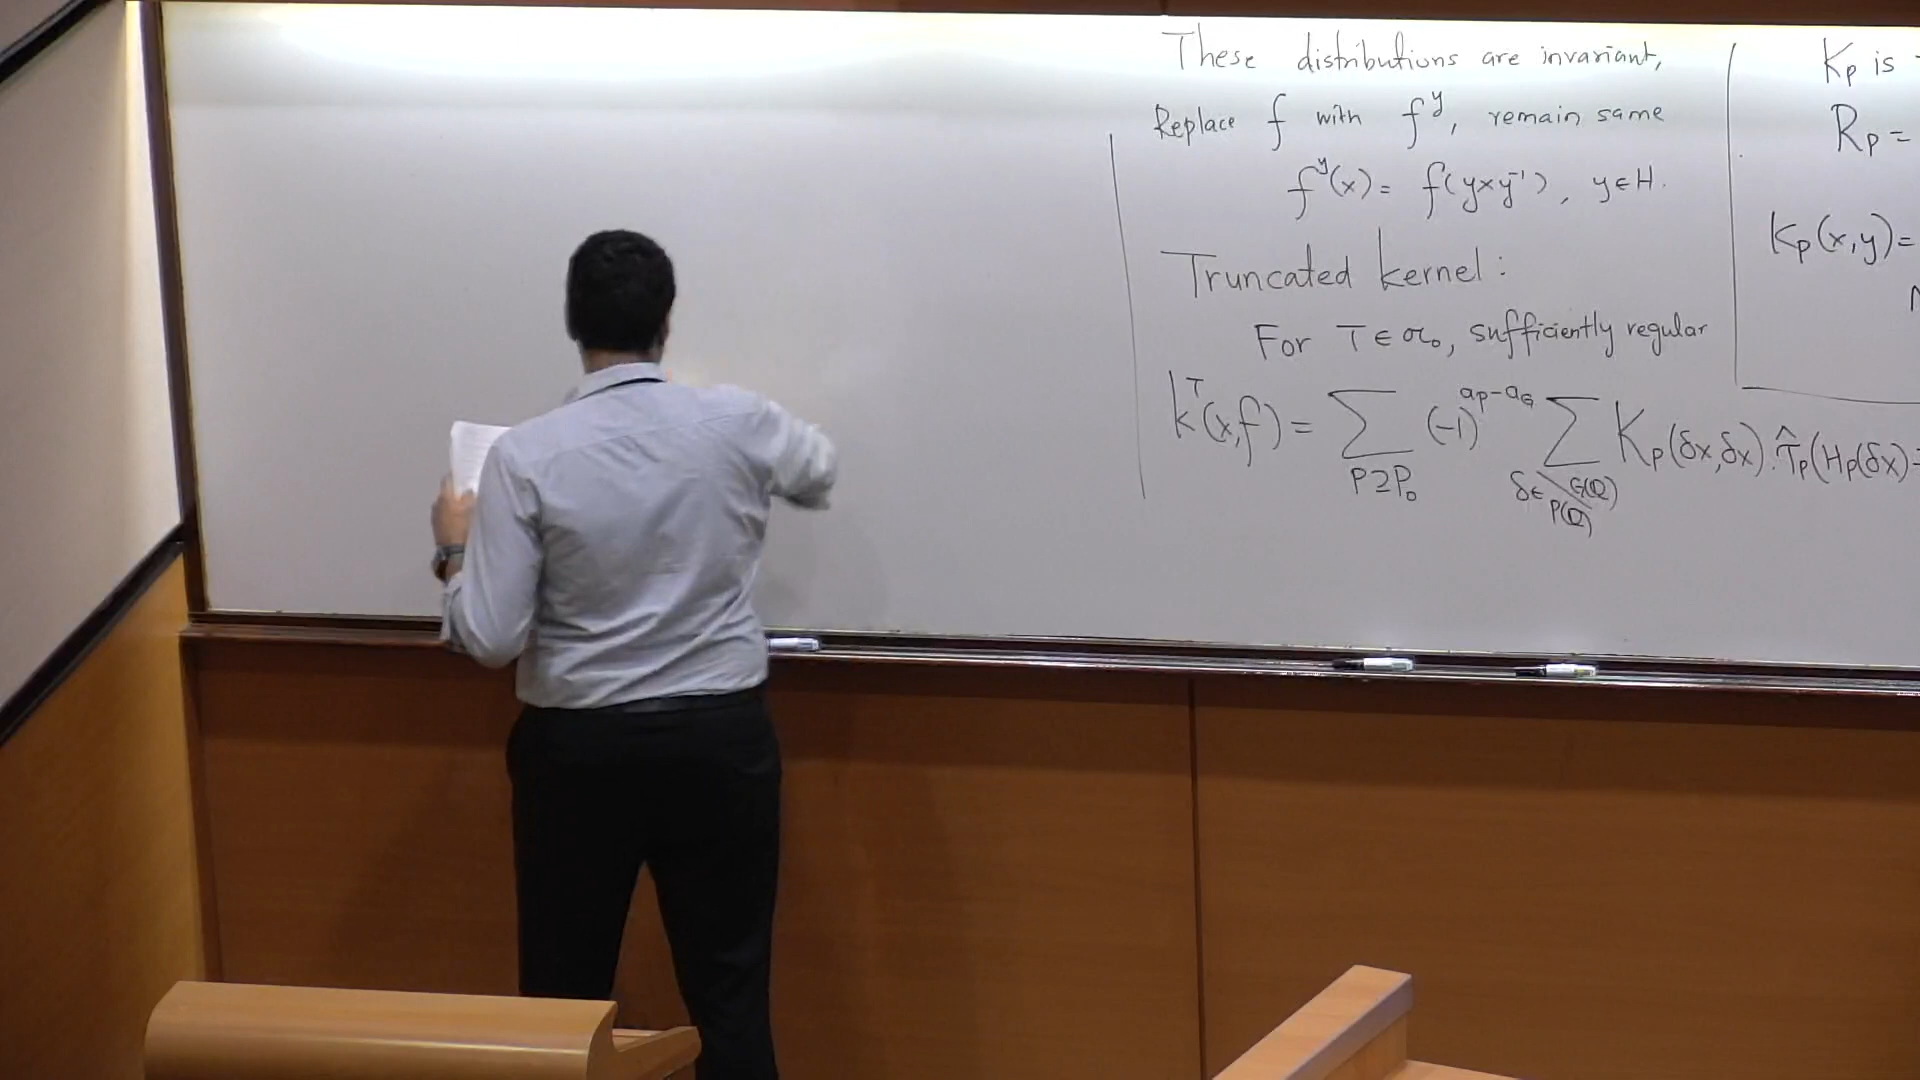 These distributions are invariant,
Replace f with f^y, remain same
f^y(x) = f(yxy⁻¹), y∈H.
Truncated kernel:
For T ∈ 𝔞₀, sufficiently regular
k^T(x,f) = ∑_{P⊇P₀} (-1)^{a_P-a_G} ∑_{δ∈P(Q)\G(Q)} K_P(δx,δx).τ̂_P(H_P(δx)
K_P is
R_P =
K_P(x,y)=